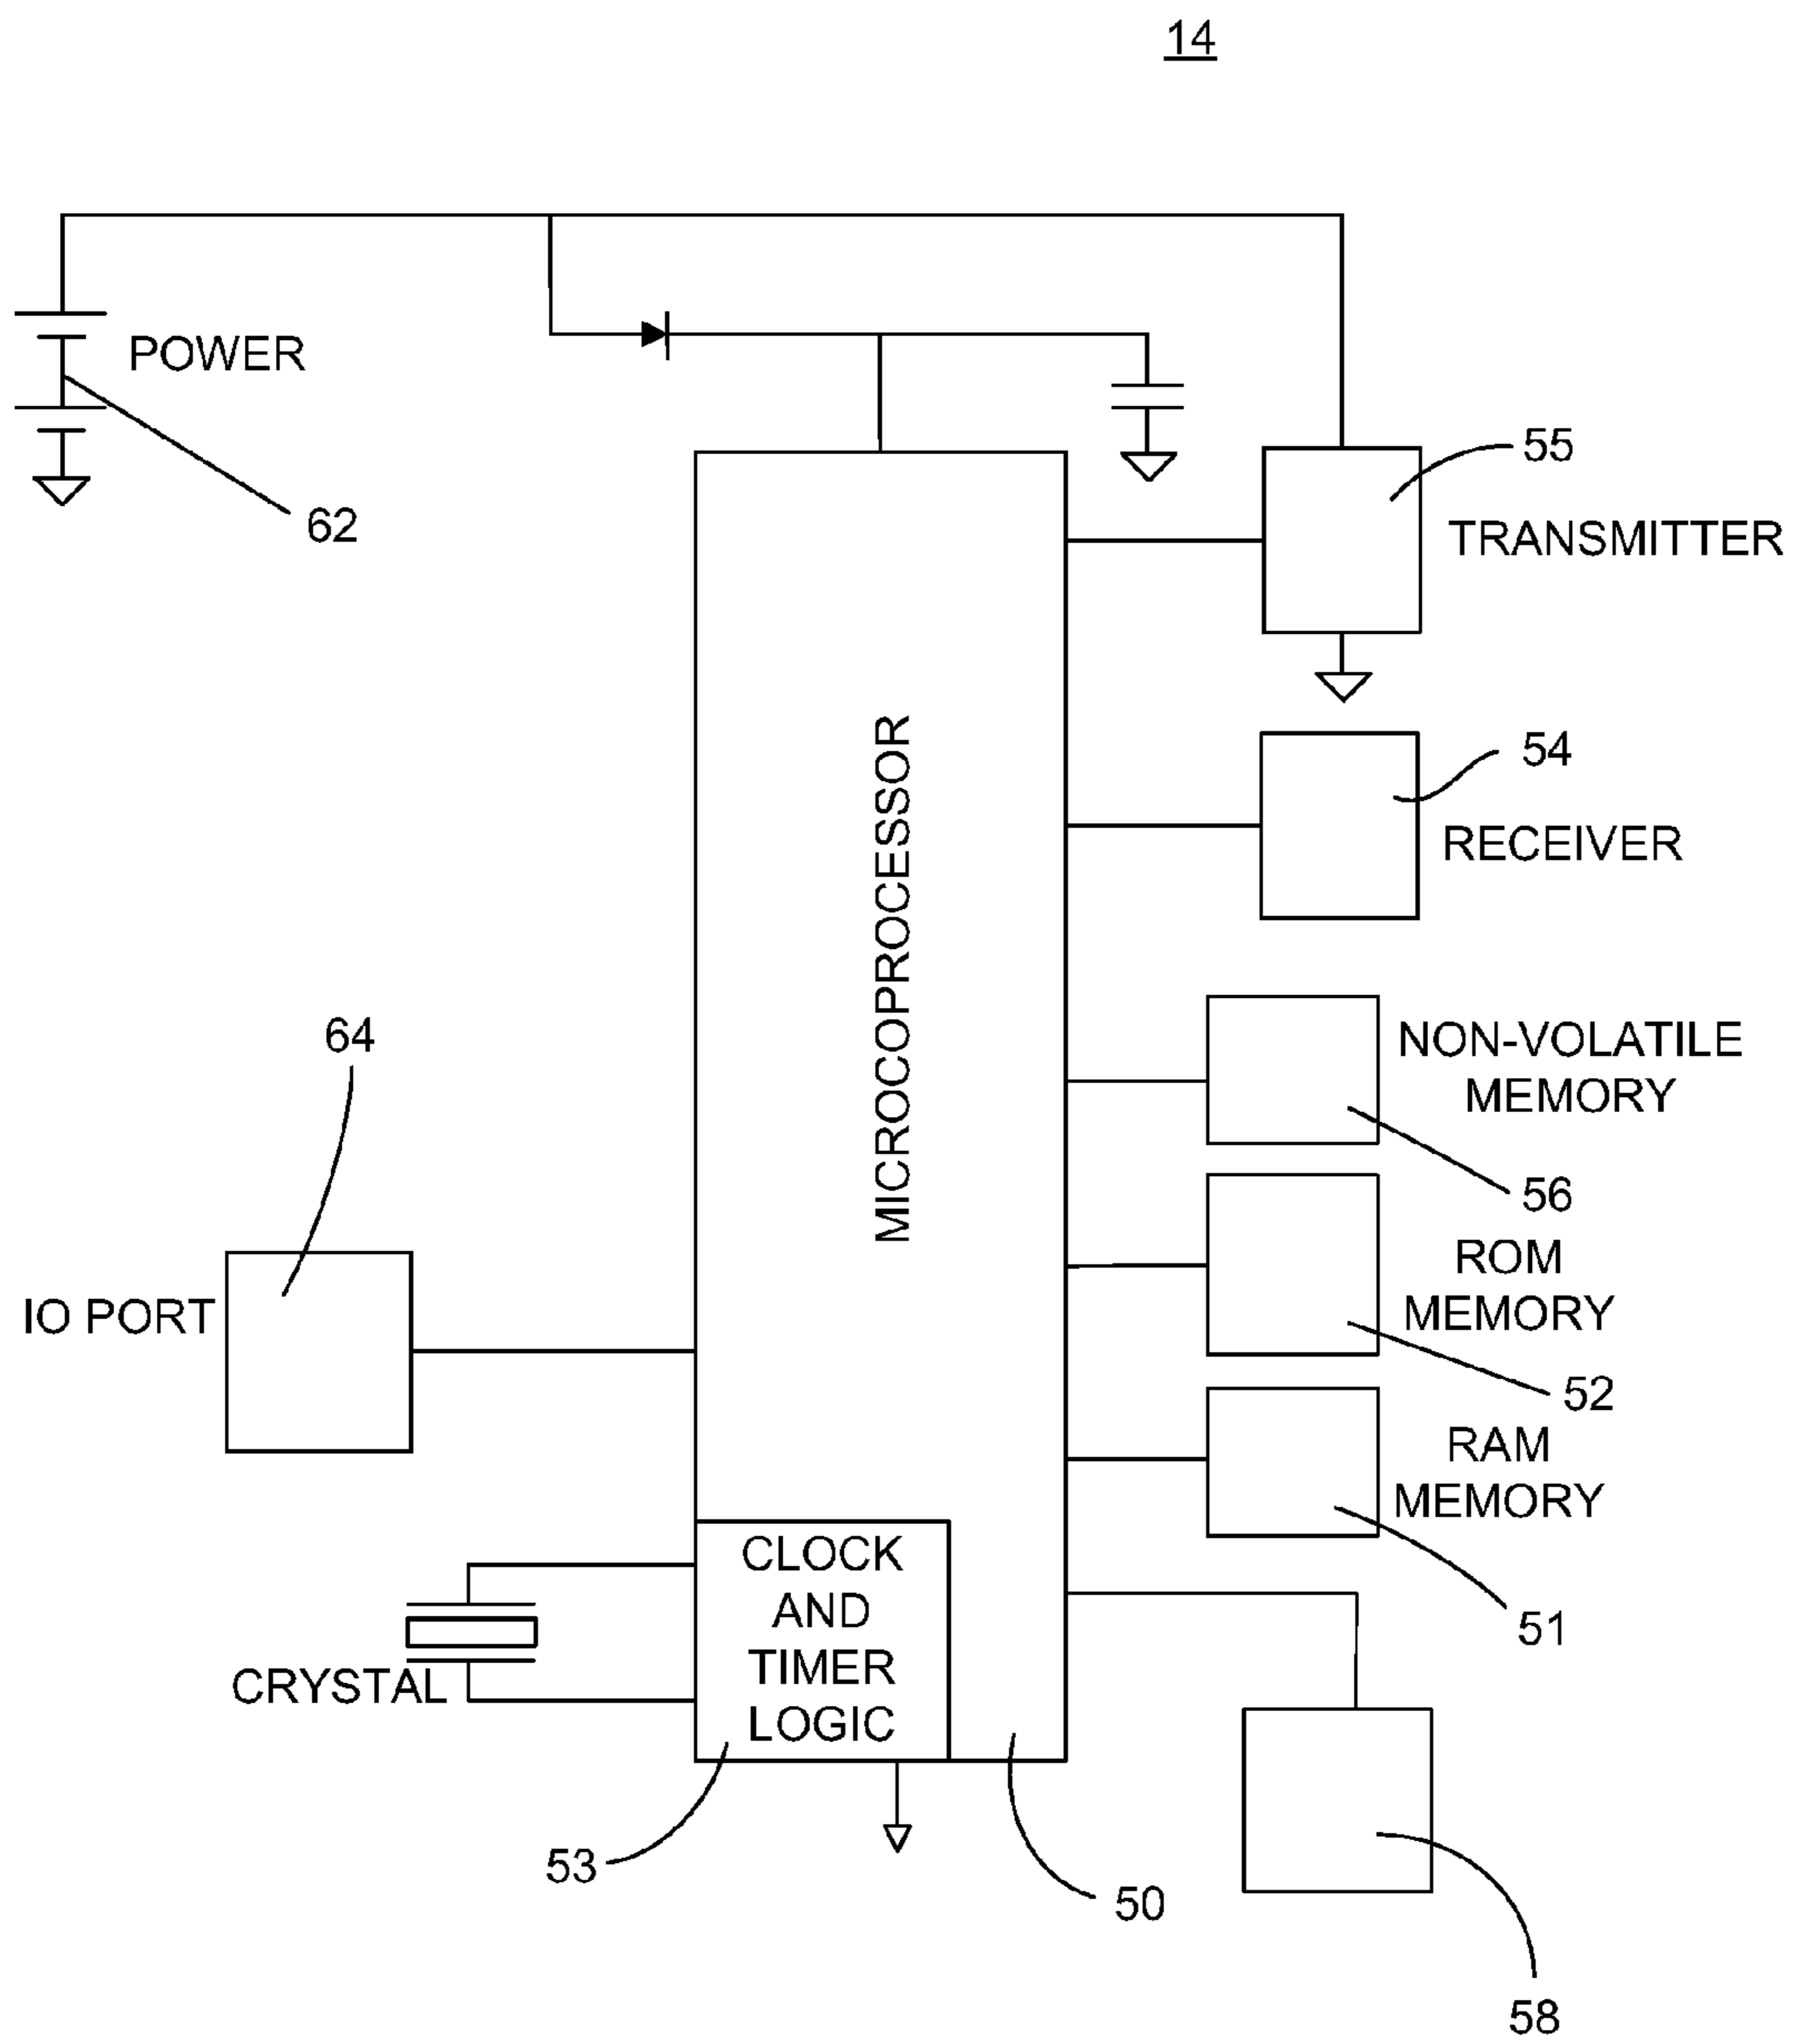 14
POWER
62
55
TRANSMITTER
54
RECEIVER
MICROCOPROCESSOR
NON-VOLATILE
MEMORY
56
64
IO PORT
ROM
MEMORY
52
RAM
MEMORY
51
CLOCK
AND
TIMER
LOGIC
CRYSTAL
53
50
58